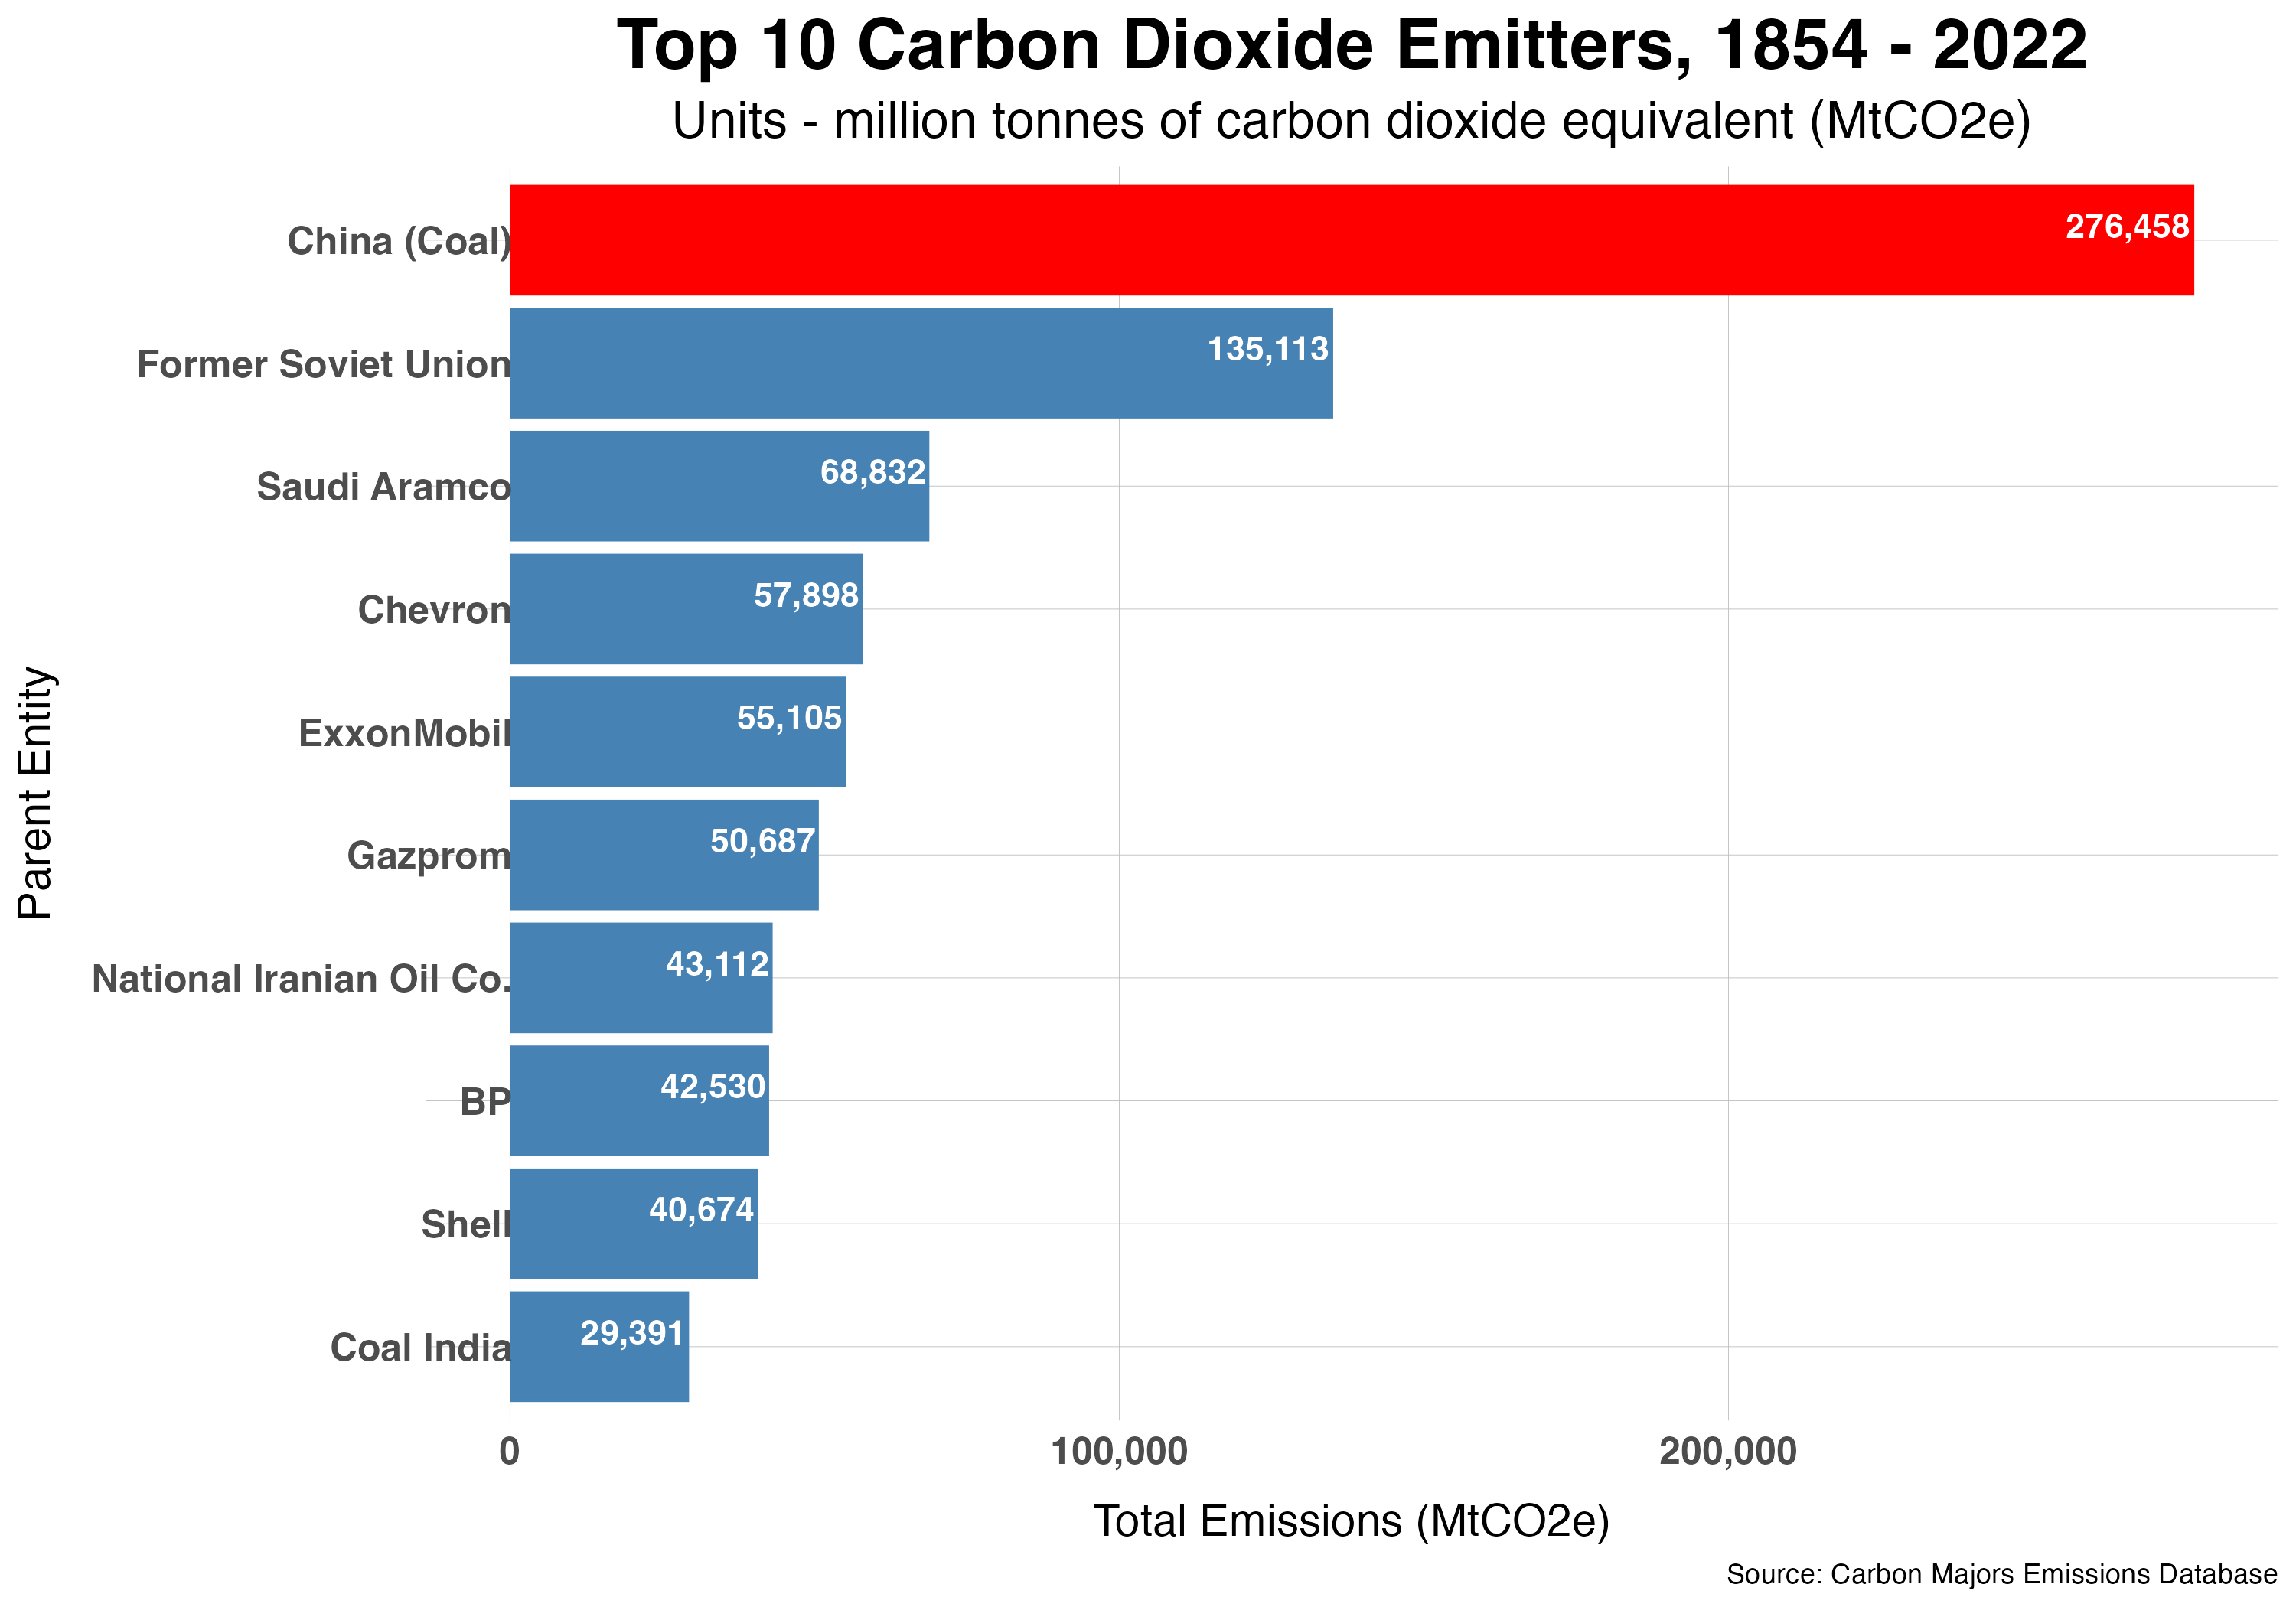 Top 10 Carbon Dioxide Emitters, 1854 - 2022
Units - million tonnes of carbon dioxide equivalent (MtCO2e)
Parent Entity
China (Coal) 276,458
Former Soviet Union 135,113
Saudi Aramco 68,832
Chevron 57,898
ExxonMobil 55,105
Gazprom 50,687
National Iranian Oil Co. 43,112
BP 42,530
Shell 40,674
Coal India 29,391
0 100,000 200,000
Total Emissions (MtCO2e)
Source: Carbon Majors Emissions Database